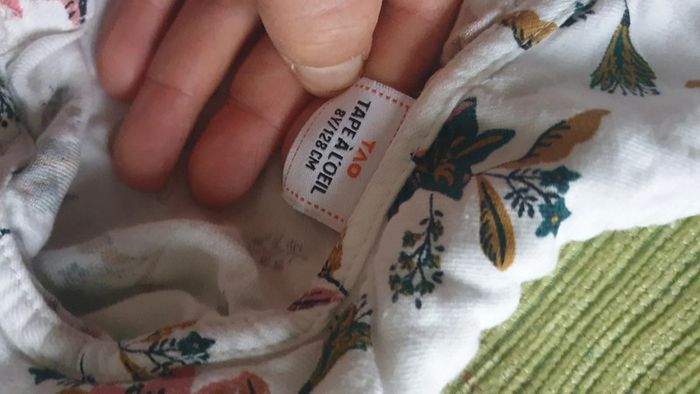 TAO
TAPE À L'OEIL
8Y/128CM